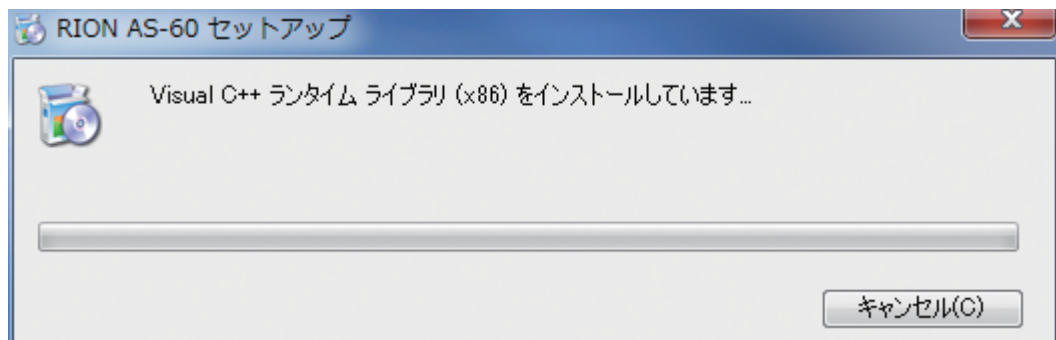 RION AS-60 セットアップ
Visual C++ ランタイム ライブラリ (x86) をインストールしています...
キャンセル(C)